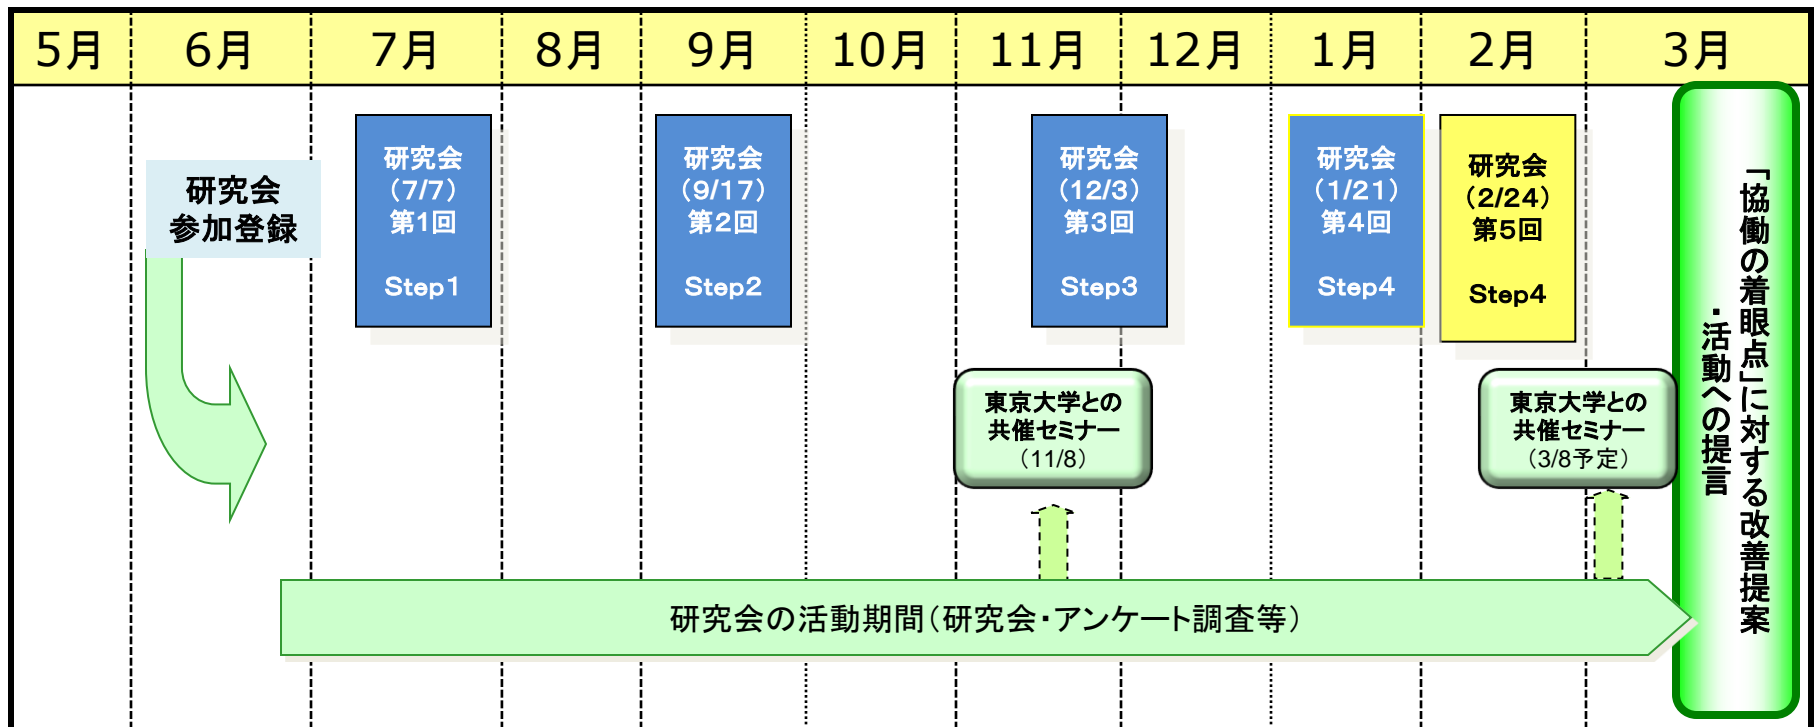 5月 6月 7月 8月 9月 10月 11月 12月 1月 2月 3月
研究会
参加登録
研究会
（7/7）
第1回
Step1
研究会
（9/17）
第2回
Step2
研究会
（12/3）
第3回
Step3
研究会
（1/21）
第4回
Step4
研究会
（2/24）
第5回
Step4
東京大学との
共催セミナー
（11/8）
東京大学との
共催セミナー
（3/8予定）
「協働の着眼点」に対する改善提案
・活動への提言
研究会の活動期間（研究会・アンケート調査等）